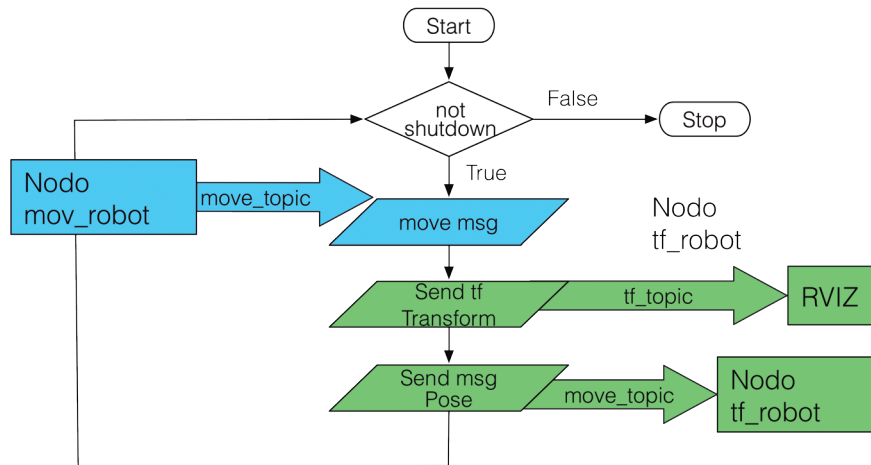 Start
not
shutdown
False
Stop
True
Nodo
mov_robot
move_topic
move msg
Nodo
tf_robot
Send tf
Transform
tf_topic
RVIZ
Send msg
Pose
move_topic
Nodo
tf_robot